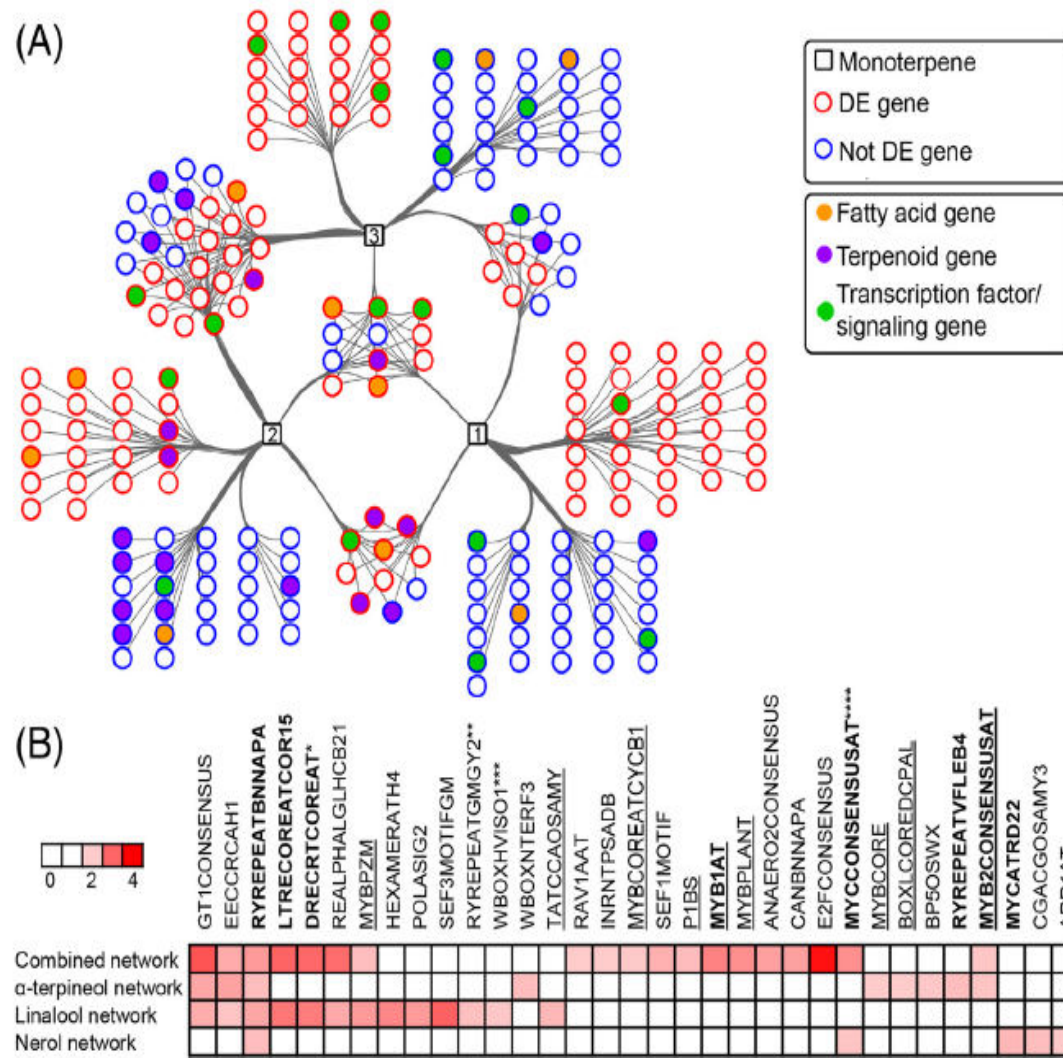 (A)
Monoterpene
DE gene
Not DE gene
Fatty acid gene
Terpenoid gene
Transcription factor/
signaling gene
3
2
1
(B)
0 2 4
GT1CONSENSUS
EECCRCAH1
RYREPEATBNNAPA
LTRECOREATCOR15
DRECRTCOREAT*
REALPHALGLHCB21
MYBPZM
HEXAMERATH4
POLASIG2
SEF3MOTIFGM
RYREPEATGMGY2**
WBOXHVISO1***
WBOXNTERF3
TATCCAOSAMY
RAV1AAT
INRNTPSADB
MYBCOREATCYCB1
SEF1MOTIF
P1BS
MYB1AT
MYBPLANT
ANAERO2CONSENSUS
CANBNNAPA
E2FCONSENSUS
MYCCONSENSUSAT****
MYBCORE
BOXLCOREDCPAL
BP5OSWX
RYREPEATVFLEB4
MYB2CONSENSUSAT
MYCATRD22
CGACGOSAMY3
Combined network
α-terpineol network
Linalool network
Nerol network